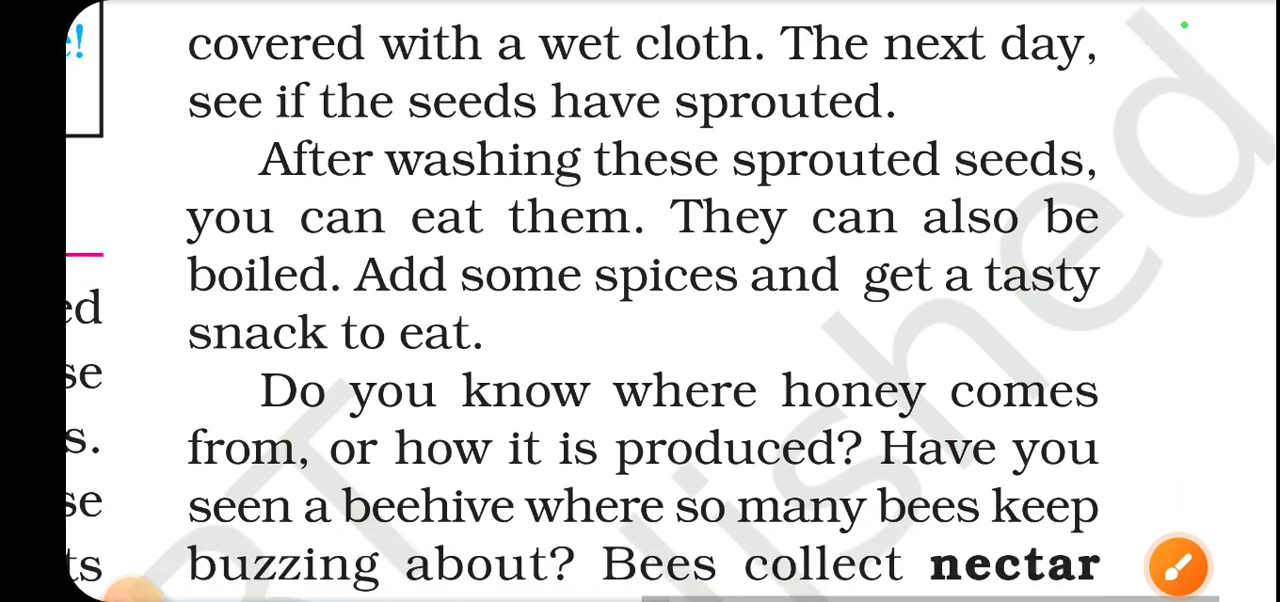 covered with a wet cloth. The next day,
see if the seeds have sprouted.
After washing these sprouted seeds,
you can eat them. They can also be
boiled. Add some spices and get a tasty
snack to eat.
Do you know where honey comes
from, or how it is produced? Have you
seen a beehive where so many bees keep
buzzing about? Bees collect nectar